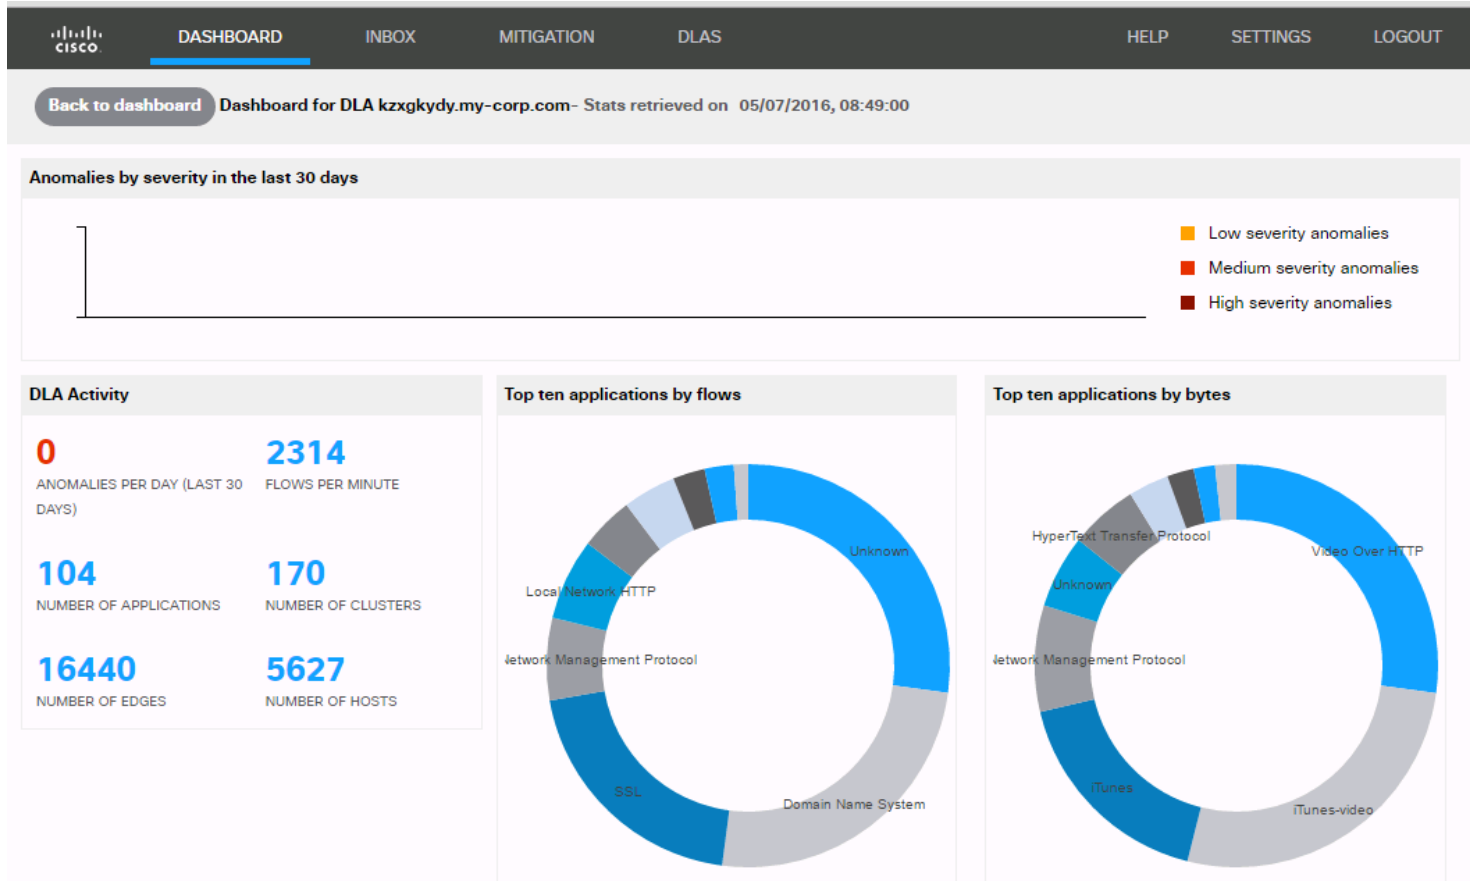 CISCO
DASHBOARD INBOX MITIGATION DLAS HELP SETTINGS LOGOUT
Back to dashboard Dashboard for DLA kzxgkydy.my-corp.com- Stats retrieved on 05/07/2016, 08:49:00
Anomalies by severity in the last 30 days
Low severity anomalies
Medium severity anomalies
High severity anomalies
DLA Activity
0
ANOMALIES PER DAY (LAST 30
DAYS)
2314
FLOWS PER MINUTE
104
NUMBER OF APPLICATIONS
170
NUMBER OF CLUSTERS
16440
NUMBER OF EDGES
5627
NUMBER OF HOSTS
Top ten applications by flows
Unknown
Local Network HTTP
Management Protocol
SSL
Domain Name System
Top ten applications by bytes
HyperText Transfer Protocol
Video Over HTTP
Unknown
Management Protocol
iTunes
iTunes-video